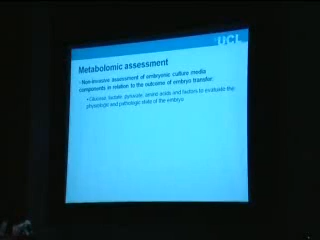 UCL
Metabolomic assessment
• Non-invasive assessment of embryonic culture media
components in relation to the outcome of embryo transfer.
• Glucose, lactate, pyruvate, amino acids and factors to evaluate the
physiologic and pathologic state of the embryo